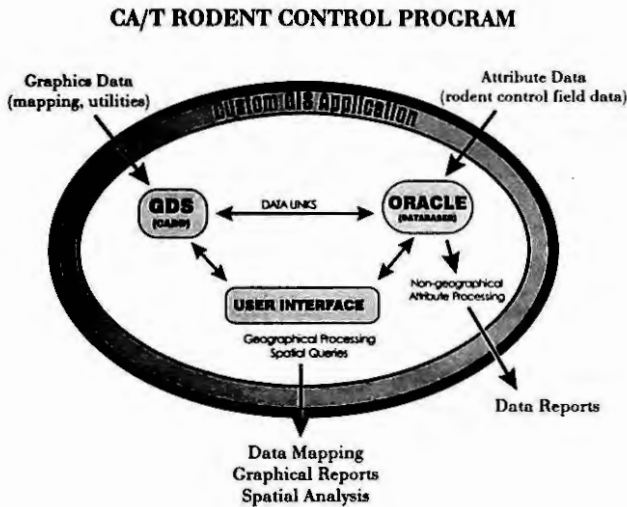 CA/T RODENT CONTROL PROGRAM
Graphics Data
(mapping, utilities)
Attribute Data
(rodent control field data)
Custom GIS Application
GDS
(CADD)
DATA LINKS
ORACLE
(DATABASES)
USER INTERFACE
Non-geographical
Attribute Processing
Geographical Processing
Spatial Queries
Data Reports
Data Mapping
Graphical Reports
Spatial Analysis